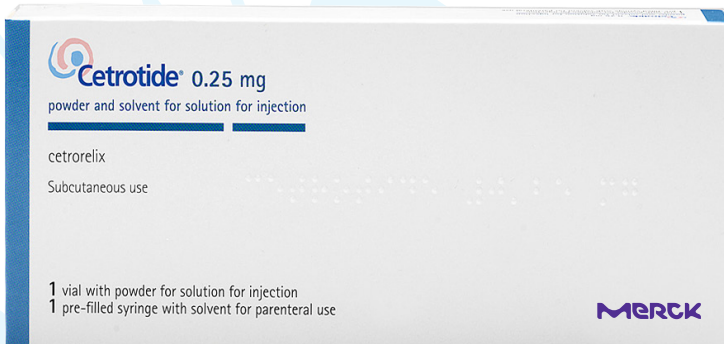 Cetrotide® 0.25 mg
powder and solvent for solution for injection
cetrorelix
Subcutaneous use
1 vial with powder for solution for injection
1 pre-filled syringe with solvent for parenteral use
MERCK